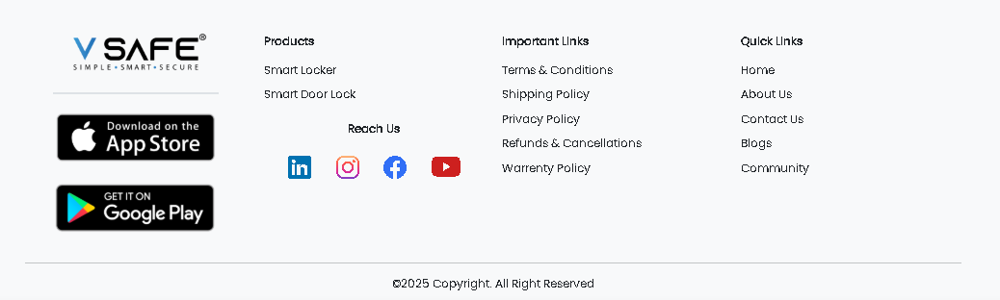 V SAFE®
SIMPLE•SMART•SECURE
Download on the
App Store
GET IT ON
Google Play
Products
Smart Locker
Smart Door Lock
Reach Us
in
Important Links
Terms & Conditions
Shipping Policy
Privacy Policy
Refunds & Cancellations
Warrenty Policy
Quick Links
Home
About Us
Contact Us
Blogs
Community
©2025 Copyright. All Right Reserved